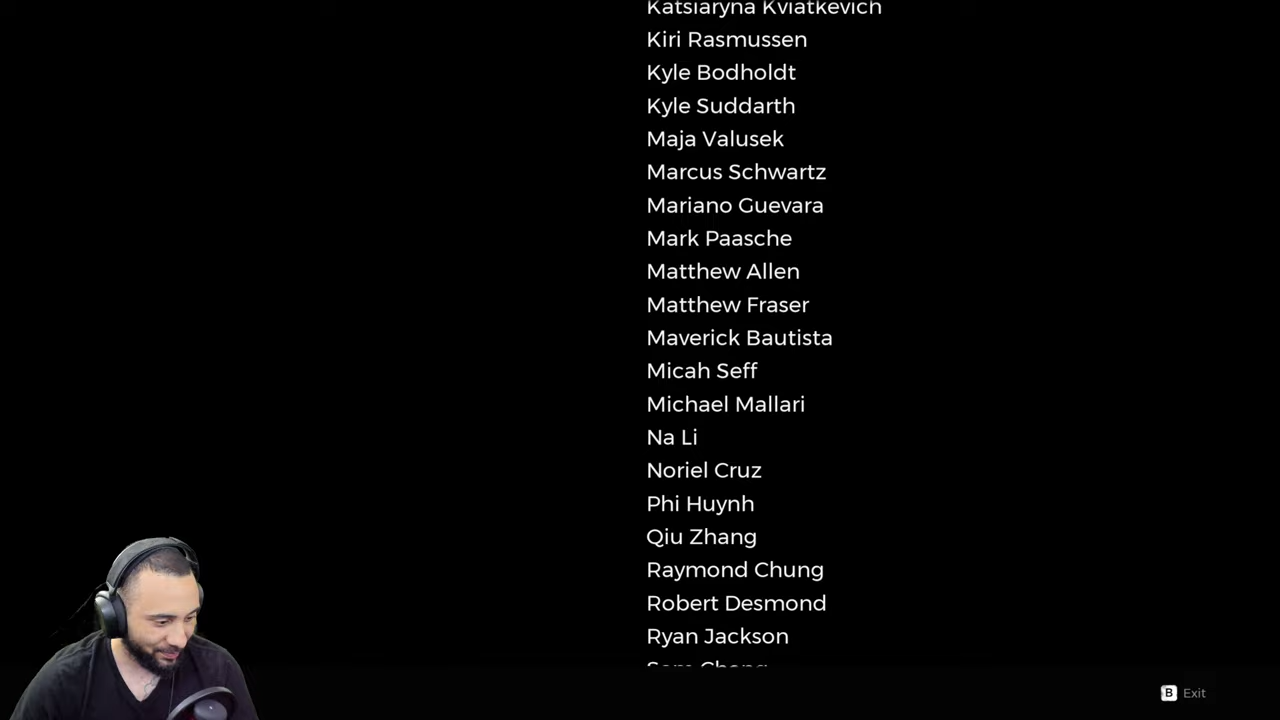 Katsiaryna Kviatkevich
Kiri Rasmussen
Kyle Bodholdt
Kyle Suddarth
Maja Valusek
Marcus Schwartz
Mariano Guevara
Mark Paasche
Matthew Allen
Matthew Fraser
Maverick Bautista
Micah Seff
Michael Mallari
Na Li
Noriel Cruz
Phi Huynh
Qiu Zhang
Raymond Chung
Robert Desmond
Ryan Jackson
B Exit